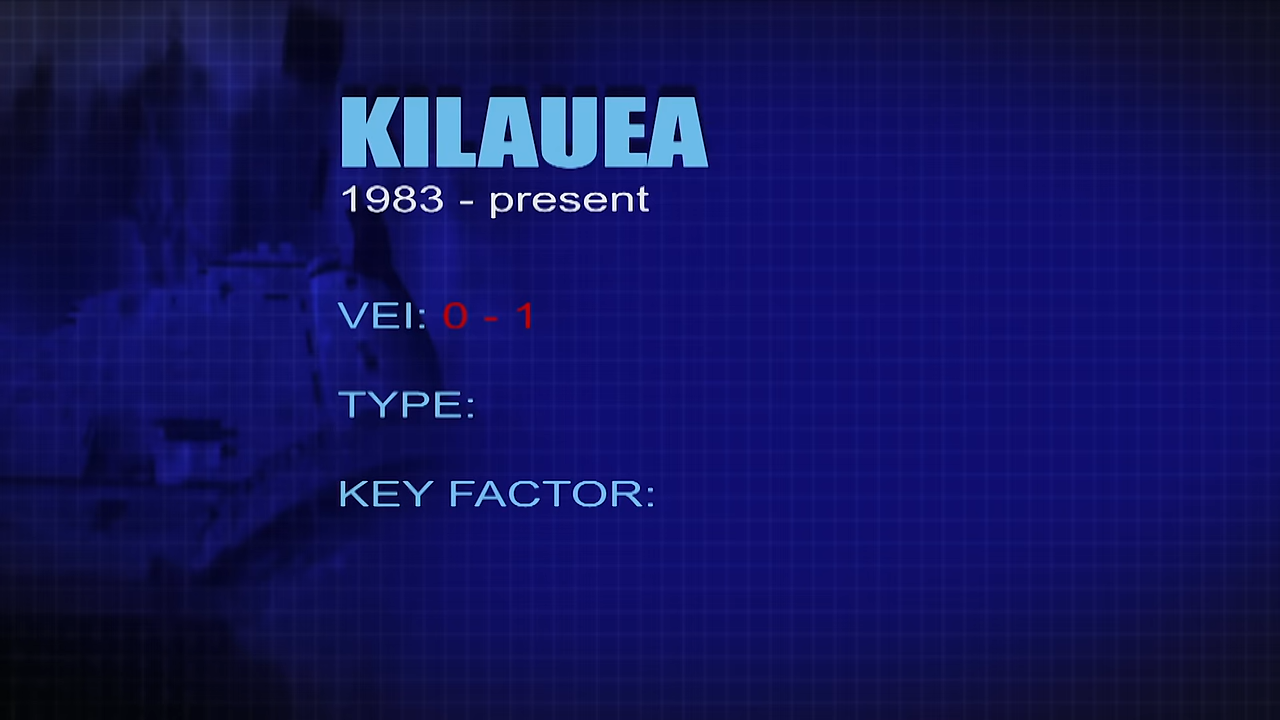 KILAUEA
1983 - present
VEI: 0 - 1
TYPE:
KEY FACTOR: